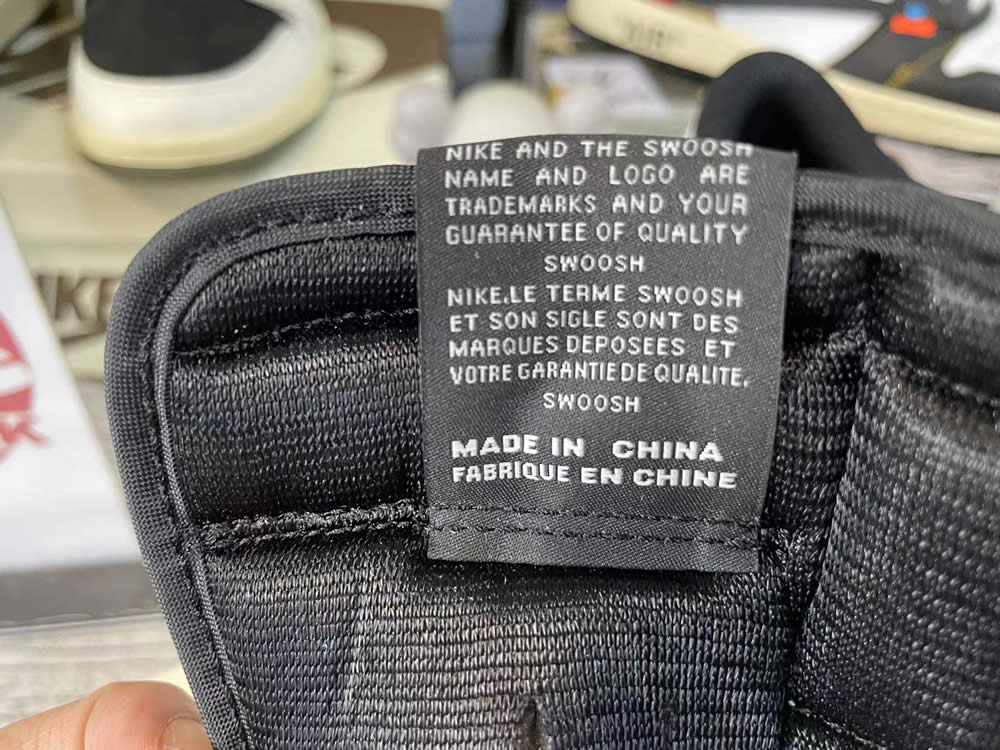 NIKE AND THE SWOOSH
NAME AND LOGO ARE
TRADEMARKS AND YOUR
GUARANTEE OF QUALITY
SWOOSH
NIKE.LE TERME SWOOSH
ET SON SIGLE SONT DES
MARQUES DEPOSEES ET
VOTRE GARANTIE DE QUALITE.
SWOOSH
MADE IN CHINA
FABRIQUE EN CHINE
NIKE